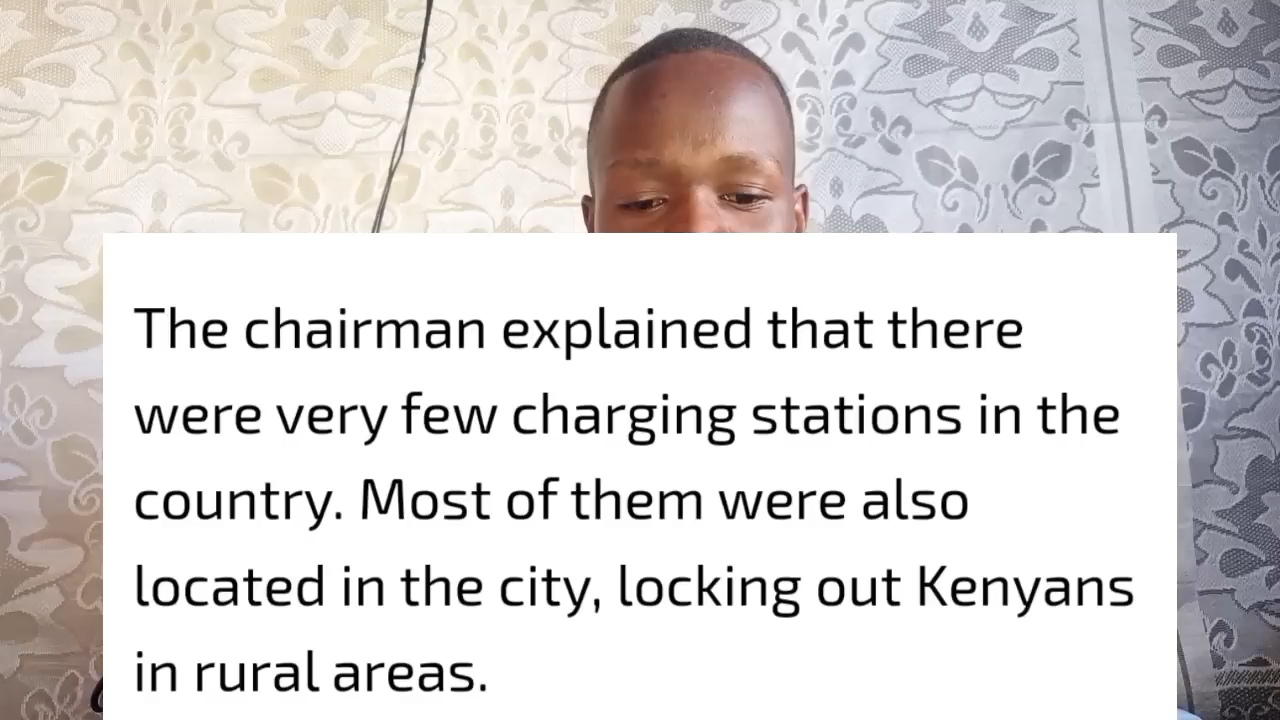 The chairman explained that there
were very few charging stations in the
country. Most of them were also
located in the city, locking out Kenyans
in rural areas.